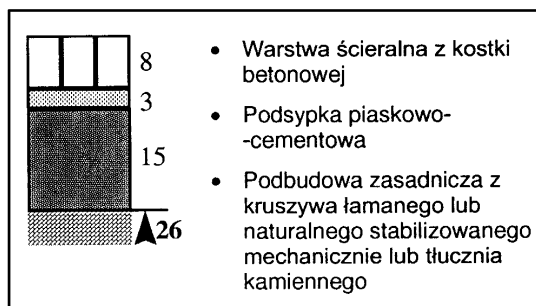 8
3
15
26
• Warstwa ścieralna z kostki
betonowej
• Podsypka piaskowo-
-cementowa
• Podbudowa zasadnicza z
kruszywa łamanego lub
naturalnego stabilizowanego
mechanicznie lub tłucznia
kamiennego